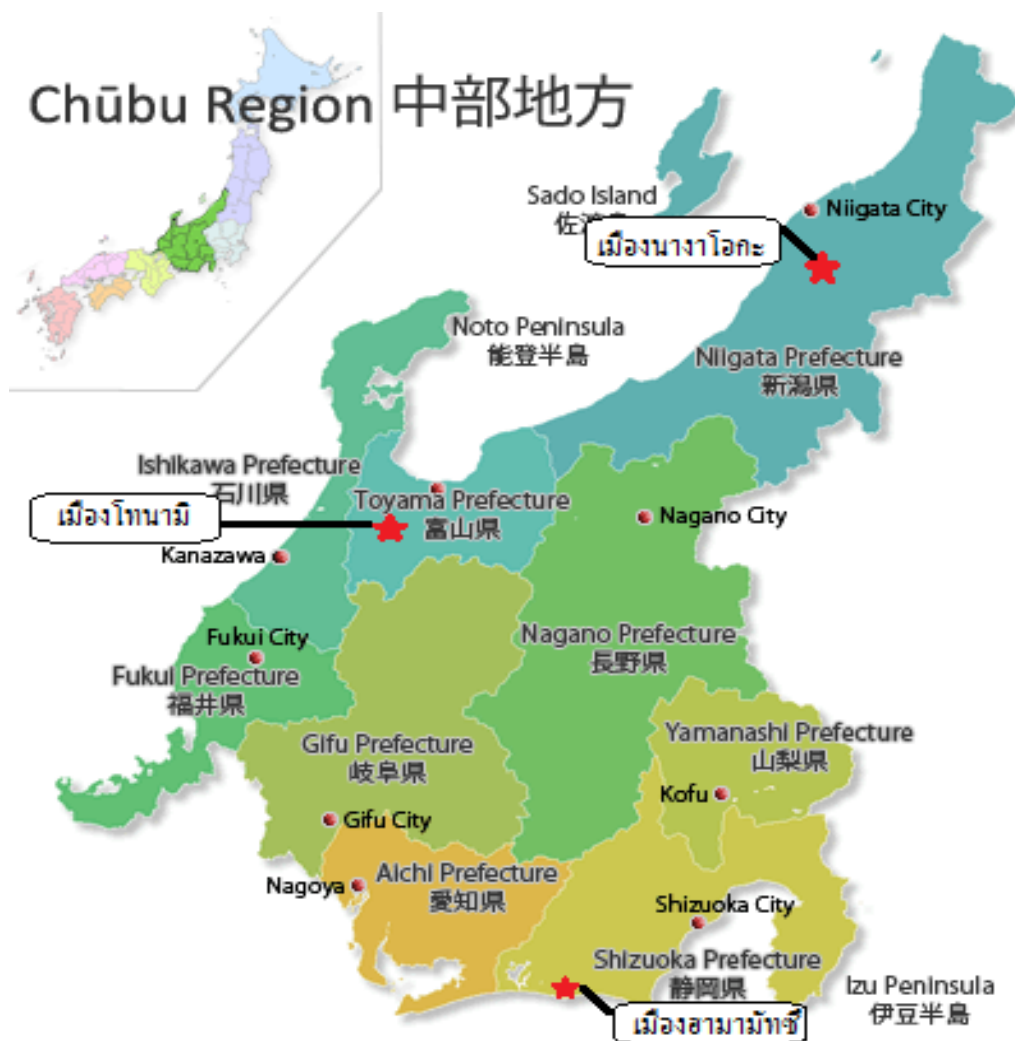 Chūbu Region 中部地方
Sado Island
佐渡島
Niigata City
เมืองนางาโอกะ
Noto Peninsula
能登半島
Niigata Prefecture
新潟県
Ishikawa Prefecture
石川県
Toyama Prefecture
富山県
เมืองโทนามิ
Nagano City
Kanazawa
Fukui City
Nagano Prefecture
長野県
Fukui Prefecture
福井県
Gifu Prefecture
岐阜県
Yamanashi Prefecture
山梨県
Kofu
Gifu City
Aichi Prefecture
愛知県
Nagoya
Shizuoka City
Shizuoka Prefecture
静岡県
Izu Peninsula
伊豆半島
เมืองฮามามัทซึ